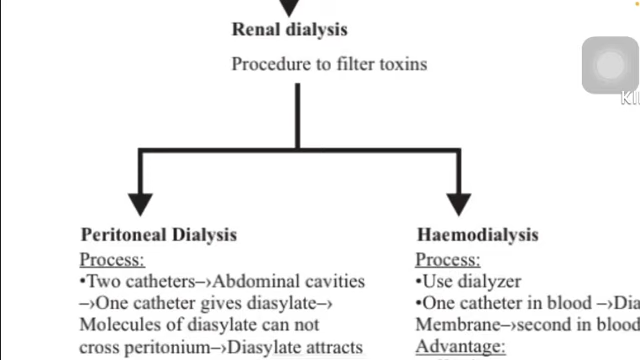 Renal dialysis
Procedure to filter toxins
Peritoneal Dialysis
Process:
•Two catheters–›Abdominal cavities
–›One catheter gives diasylate–›
Molecules of diasylate can not
cross peritonium–›Diasylate attracts
Haemodialysis
Process:
•Use dialyzer
•One catheter in blood –›Dia
Membrane–›second in blood
Advantage: